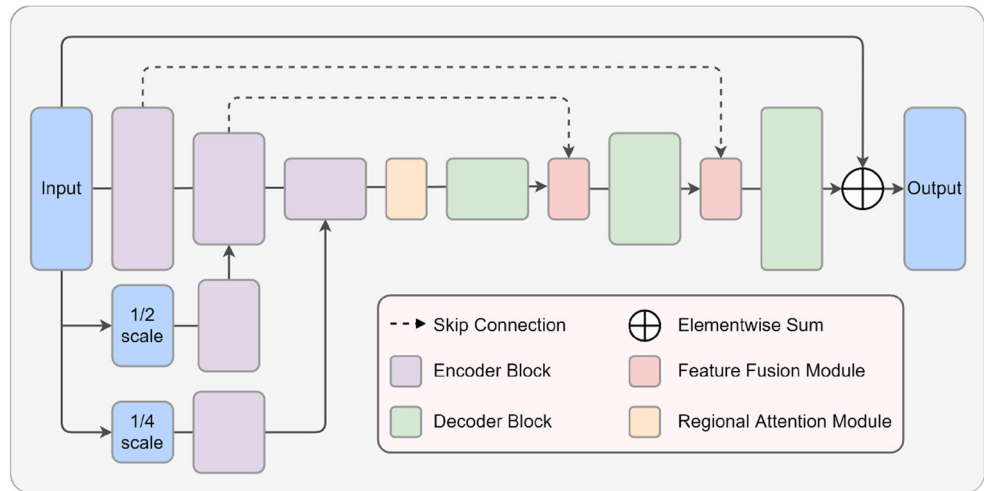 Input
Output
1/2
scale
1/4
scale
Skip Connection
Elementwise Sum
Encoder Block
Feature Fusion Module
Decoder Block
Regional Attention Module